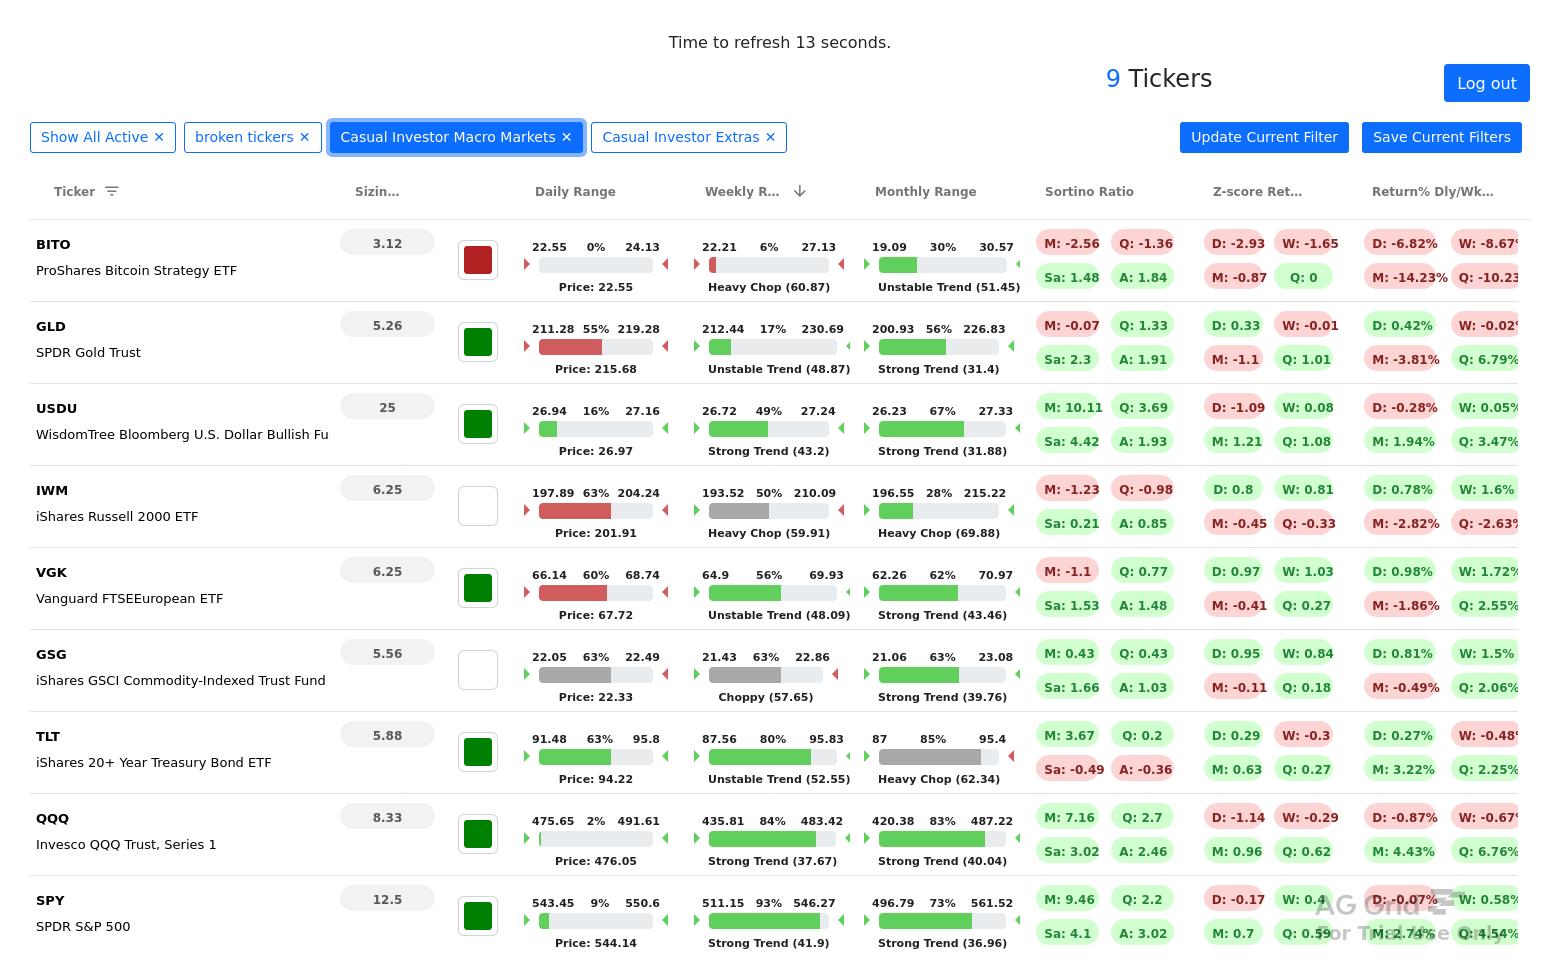 Time to refresh 13 seconds.
9 Tickers
Log out
Show All Active ✕ broken tickers ✕ Casual Investor Macro Markets ✕ Casual Investor Extras ✕ Update Current Filter Save Current Filters
Ticker Sizin... Daily Range Weekly R... Monthly Range Sortino Ratio Z-score Ret... Return% Dly/Wk...
BITO 3.12 22.55 0% 24.13 22.21 6% 27.13 19.09 30% 30.57 M: -2.56 Q: -1.36 D: -2.93 W: -1.65 D: -6.82% W: -8.67%
ProShares Bitcoin Strategy ETF Price: 22.55 Heavy Chop (60.87) Unstable Trend (51.45) Sa: 1.48 A: 1.84 M: -0.87 Q: 0 M: -14.23% Q: -10.23
GLD 5.26 211.28 55% 219.28 212.44 17% 230.69 200.93 56% 226.83 M: -0.07 Q: 1.33 D: 0.33 W: -0.01 D: 0.42% W: -0.02%
SPDR Gold Trust Price: 215.68 Unstable Trend (48.87) Strong Trend (31.4) Sa: 2.3 A: 1.91 M: -1.1 Q: 1.01 M: -3.81% Q: 6.79%
USDU 25 26.94 16% 27.16 26.72 49% 27.24 26.23 67% 27.33 M: 10.11 Q: 3.69 D: -1.09 W: 0.08 D: -0.28% W: 0.05%
WisdomTree Bloomberg U.S. Dollar Bullish Fu Price: 26.97 Strong Trend (43.2) Strong Trend (31.88) Sa: 4.42 A: 1.93 M: 1.21 Q: 1.08 M: 1.94% Q: 3.47%
IWM 6.25 197.89 63% 204.24 193.52 50% 210.09 196.55 28% 215.22 M: -1.23 Q: -0.98 D: 0.8 W: 0.81 D: 0.78% W: 1.6%
iShares Russell 2000 ETF Price: 201.91 Heavy Chop (59.91) Heavy Chop (69.88) Sa: 0.21 A: 0.85 M: -0.45 Q: -0.33 M: -2.82% Q: -2.63%
VGK 6.25 66.14 60% 68.74 64.9 56% 69.93 62.26 62% 70.97 M: -1.1 Q: 0.77 D: 0.97 W: 1.03 D: 0.98% W: 1.72%
Vanguard FTSEEuropean ETF Price: 67.72 Unstable Trend (48.09) Strong Trend (43.46) Sa: 1.53 A: 1.48 M: -0.41 Q: 0.27 M: -1.86% Q: 2.55%
GSG 5.56 22.05 63% 22.49 21.43 63% 22.86 21.06 63% 23.08 M: 0.43 Q: 0.43 D: 0.95 W: 0.84 D: 0.81% W: 1.5%
iShares GSCI Commodity-Indexed Trust Fund Price: 22.33 Choppy (57.65) Strong Trend (39.76) Sa: 1.66 A: 1.03 M: -0.11 Q: 0.18 M: -0.49% Q: 2.06%
TLT 5.88 91.48 63% 95.8 87.56 80% 95.83 87 85% 95.4 M: 3.67 Q: 0.2 D: 0.29 W: -0.3 D: 0.27% W: -0.48%
iShares 20+ Year Treasury Bond ETF Price: 94.22 Unstable Trend (52.55) Heavy Chop (62.34) Sa: -0.49 A: -0.36 M: 0.63 Q: 0.27 M: 3.22% Q: 2.25%
QQQ 8.33 475.65 2% 491.61 435.81 84% 483.42 420.38 83% 487.22 M: 7.16 Q: 2.7 D: -1.14 W: -0.29 D: -0.87% W: -0.67%
Invesco QQQ Trust, Series 1 Price: 476.05 Strong Trend (37.67) Strong Trend (40.04) Sa: 3.02 A: 2.46 M: 0.96 Q: 0.62 M: 4.43% Q: 6.76%
SPY 12.5 543.45 9% 550.6 511.15 93% 546.27 496.79 73% 561.52 M: 9.46 Q: 2.2 D: -0.17 W: 0.4 D: -0.07% W: 0.58%
SPDR S&P 500 Price: 544.14 Strong Trend (41.9) Strong Trend (36.96) Sa: 4.1 A: 3.02 M: 0.7 Q: 0.59 M: 2.74% Q: 4.54%
AG Grid
For Trial Use Only